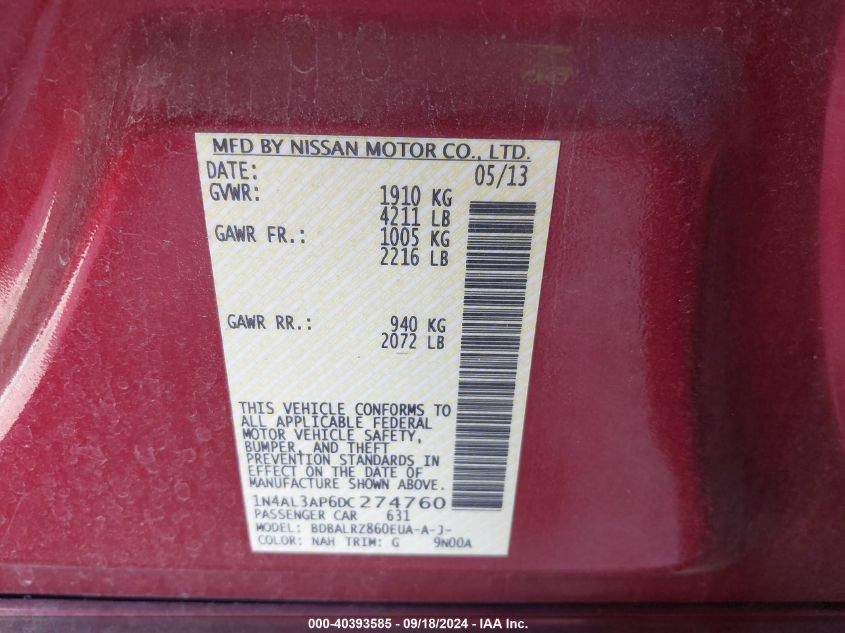 MFD BY NISSAN MOTOR CO., LTD.
DATE: 05/13
GVWR: 1910 KG
4211 LB
GAWR FR.: 1005 KG
2216 LB
GAWR RR.: 940 KG
2072 LB
THIS VEHICLE CONFORMS TO
ALL APPLICABLE FEDERAL
MOTOR VEHICLE SAFETY,
BUMPER, AND THEFT
PREVENTION STANDARDS IN
EFFECT ON THE DATE OF
MANUFACTURE SHOWN ABOVE.
1N4AL3AP6DC274760
PASSENGER CAR 631
MODEL: BDBALRZ860EUA-A-J-
COLOR: NAH TRIM: G 9N00A
000-40393585 - 09/18/2024 - IAA Inc.